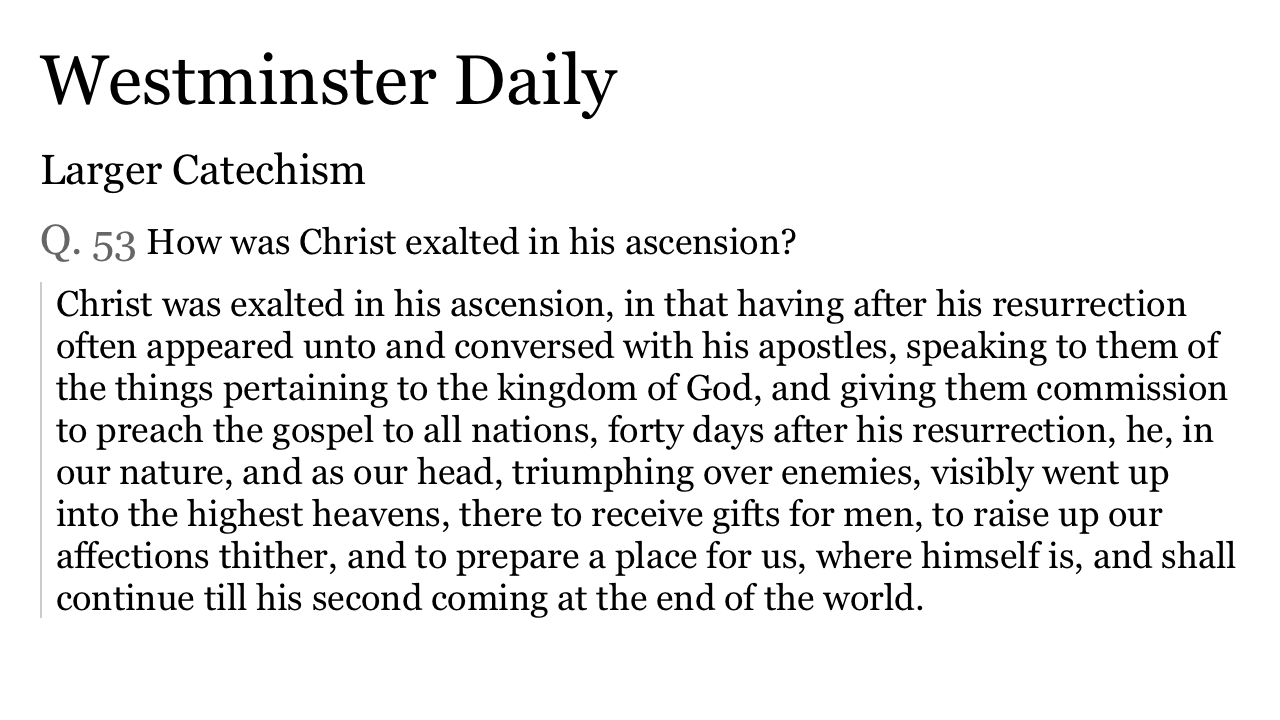 Westminster Daily
Larger Catechism
Q. 53 How was Christ exalted in his ascension?
Christ was exalted in his ascension, in that having after his resurrection
often appeared unto and conversed with his apostles, speaking to them of
the things pertaining to the kingdom of God, and giving them commission
to preach the gospel to all nations, forty days after his resurrection, he, in
our nature, and as our head, triumphing over enemies, visibly went up
into the highest heavens, there to receive gifts for men, to raise up our
affections thither, and to prepare a place for us, where himself is, and shall
continue till his second coming at the end of the world.